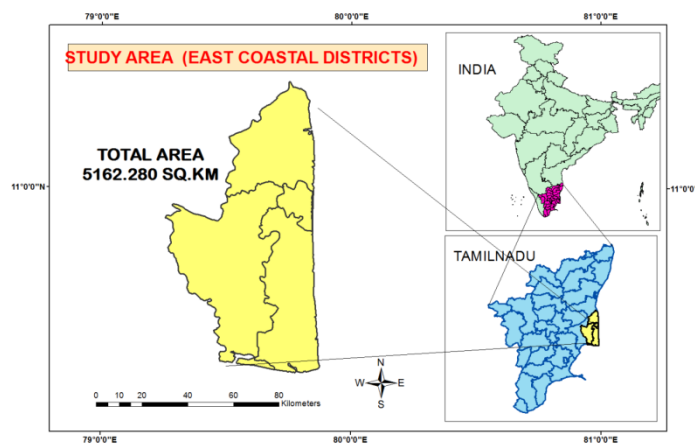 79°0'0"E 80°0'0"E 81°0'0"E
STUDY AREA (EAST COASTAL DISTRICTS)
INDIA
TOTAL AREA
5162.280 SQ.KM
11°0'0"N
11°0'0"N
TAMILNADU
N
W E
S
0 10 20 40 60 80
Kilometers
79°0'0"E 80°0'0"E 81°0'0"E